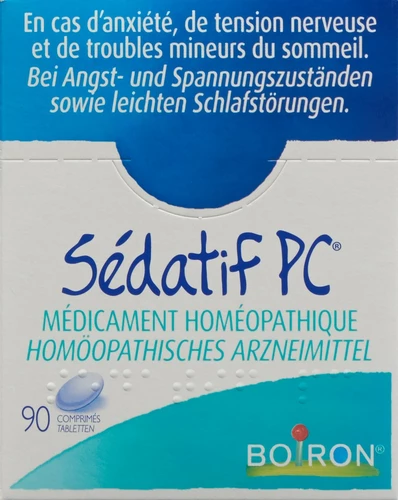 En cas d'anxiété, de tension nerveuse
et de troubles mineurs du sommeil.
Bei Angst- und Spannungszuständen
sowie leichten Schlafstörungen.
Sédatif PC®
MÉDICAMENT HOMÉOPATHIQUE
HOMÖOPATHISCHES ARZNEIMITTEL
90 COMPRIMÉS
TABLETTEN
BOIRON®